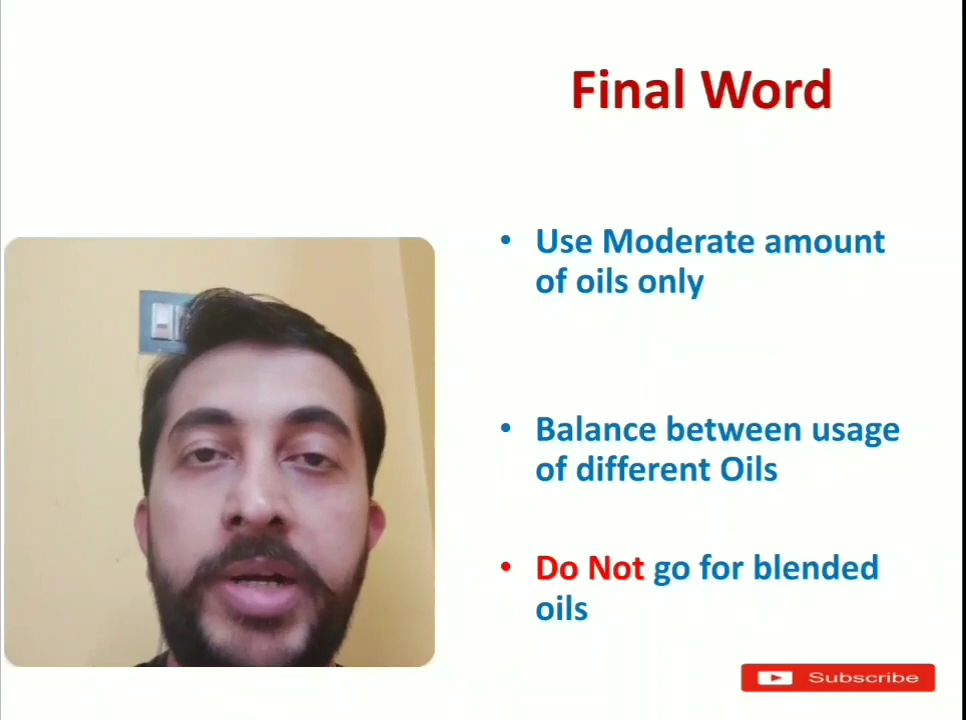 Final Word
• Use Moderate amount
of oils only
• Balance between usage
of different Oils
• Do Not go for blended
oils
Subscribe